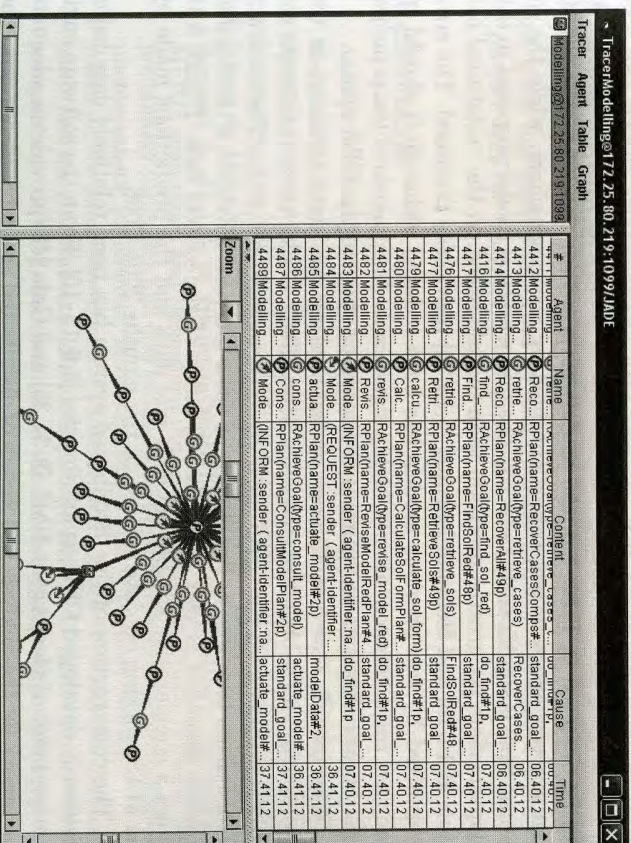 TracerModelling@172.25.80.219:1099/JADE
Tracer Agent Table Graph
Modelling@172.25.80.219:1099
# Agent Name Content Cause Time
4412 Modelling... P Reco... RPlan(name=RecoverCasesComps#... standard_goal_... 06.40.12
4413 Modelling... G retrie... RAchieveGoal(type=retrieve_cases) RecoverCases... 06.40.12
4414 Modelling... P Reco... RPlan(name=RecoverAll#49p) standard_goal_... 06.40.12
4416 Modelling... G find_... RAchieveGoal(type=find_sol_red) do_find#1p, 07.40.12
4417 Modelling... P Find... RPlan(name=FindSolRed#48p) standard_goal_... 07.40.12
4476 Modelling... G retrie... RAchieveGoal(type=retrieve_sols) FindSolRed#48... 07.40.12
4477 Modelling... P Retri... RPlan(name=RetrieveSols#49p) standard_goal_... 07.40.12
4479 Modelling... G calcu... RAchieveGoal(type=calculate_sol_form) do_find#1p, 07.40.12
4480 Modelling... P Calc... RPlan(name=CalculateSolFormPlan#... standard_goal_... 07.40.12
4481 Modelling... G revis... RAchieveGoal(type=revise_model_red) do_find#1p, 07.40.12
4482 Modelling... P Revis... RPlan(name=ReviseModelRedPlan#4... standard_goal_... 07.40.12
4483 Modelling... Mode... (INFORM :sender ( agent-identifier :na... do_find#1p 07.40.12
4484 Modelling... Mode... (REQUEST :sender ( agent-identifier :... 36.41.12
4485 Modelling... P actua... RPlan(name=actuate_model#2p) modelData#2, 36.41.12
4486 Modelling... G cons... RAchieveGoal(type=consult_model) actuate_model#... 36.41.12
4487 Modelling... P Cons... RPlan(name=ConsultModelPlan#2p) standard_goal_... 37.41.12
4489 Modelling... Mode... (INFORM :sender ( agent-identifier :na... actuate_model#... 37.41.12
Zoom